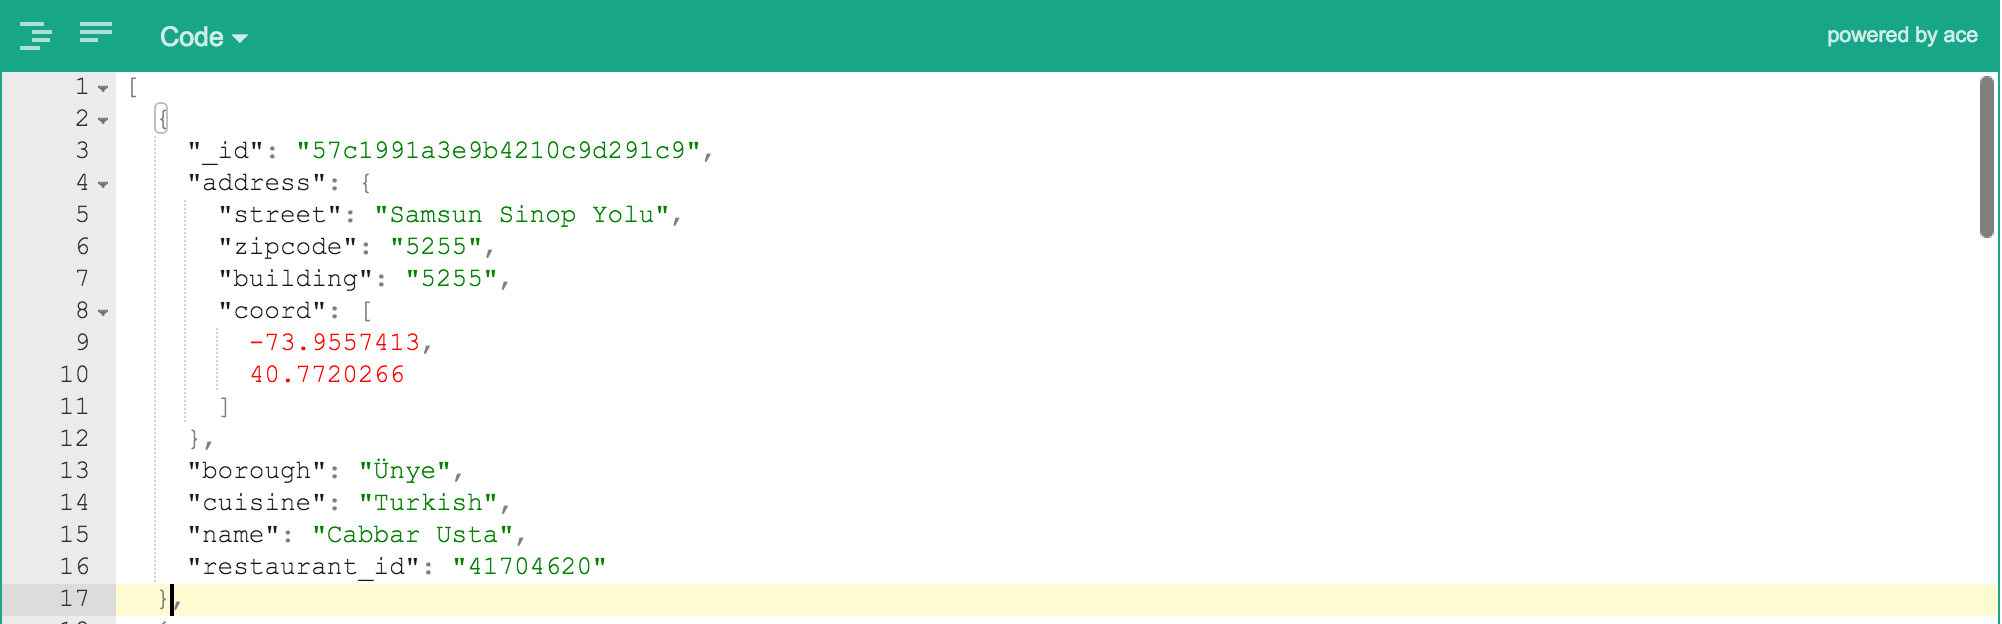 Code
powered by ace
1 [
2 {
3 "_id": "57c1991a3e9b4210c9d291c9",
4 "address": {
5 "street": "Samsun Sinop Yolu",
6 "zipcode": "5255",
7 "building": "5255",
8 "coord": [
9 -73.9557413,
10 40.7720266
11 ]
12 },
13 "borough": "Ünye",
14 "cuisine": "Turkish",
15 "name": "Cabbar Usta",
16 "restaurant_id": "41704620"
17 },